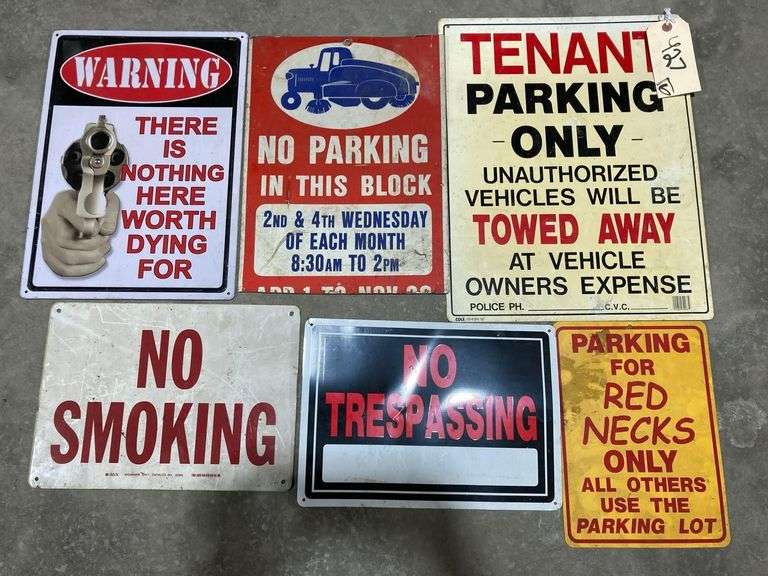 WARNING
THERE
IS
NOTHING
HERE
WORTH
DYING
FOR
NO PARKING
IN THIS BLOCK
2ND & 4TH WEDNESDAY
OF EACH MONTH
8:30AM TO 2PM
TENANT
PARKING
- ONLY -
UNAUTHORIZED
VEHICLES WILL BE
TOWED AWAY
AT VEHICLE
OWNERS EXPENSE
POLICE PH. C.V.C.
NO
SMOKING
NO
TRESPASSING
PARKING
FOR
RED
NECKS
ONLY
ALL OTHERS
USE THE
PARKING LOT